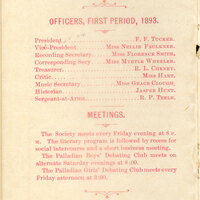 OFFICERS, FIRST PERIOD, 1893.
President F. F. Tucker.
Vice-President Miss Nellie Faulkner.
Recording Secretary Miss Florence Smith.
Corresponding Secy Miss Myrtle Wheeler.
Treasurer R. L. Corney.
Critic Miss Hart.
Music Secretary Miss Grace Clough.
Historian Jasper Hunt.
Sergeant-at-Arms R. P. Teele.
MEETINGS.
The Society meets every Friday evening at 8 P.
M. The literary program is followed by recess for
social intercourse and a short business meeting.
The Palladian Boys' Debating Club meets on
alternate Saturday evenings at 8:00.
The Palladian Girls' Debating Club meets every
Friday afternoon at 5:00.